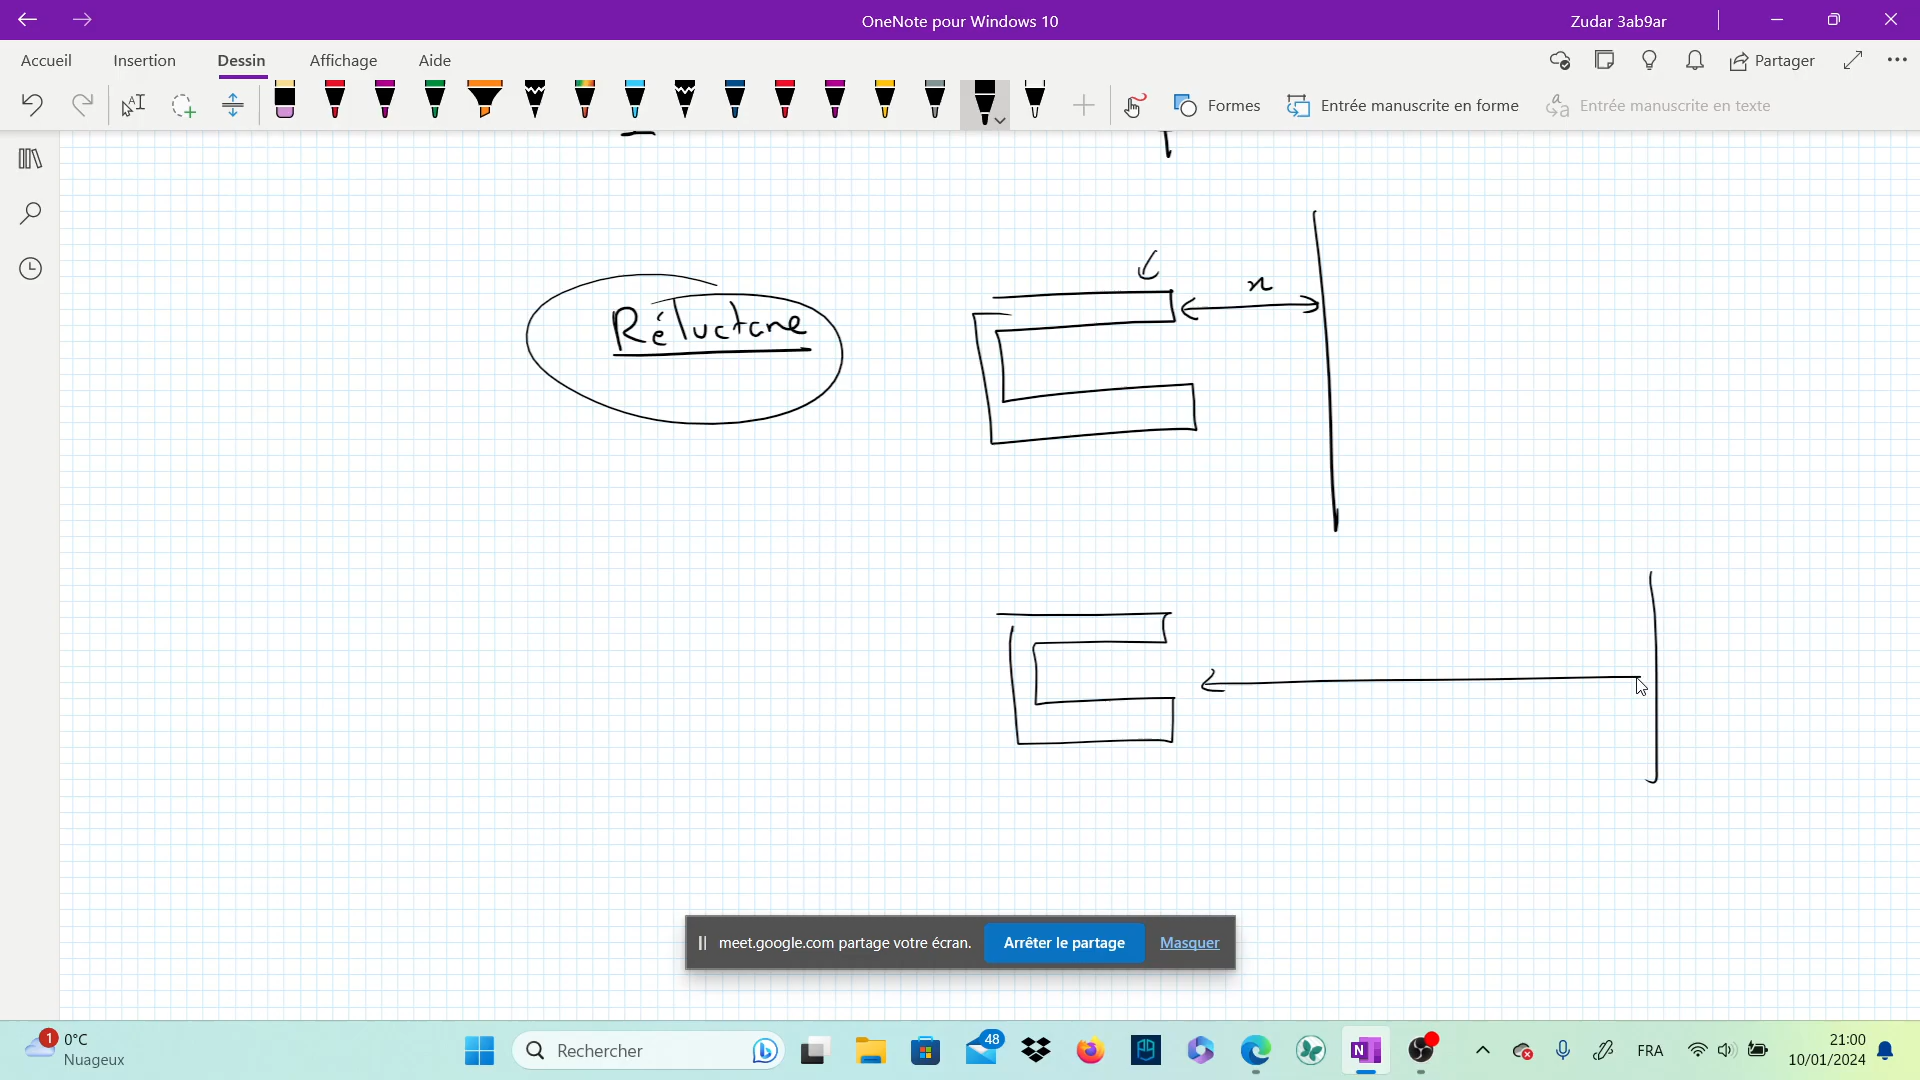 OneNote pour Windows 10
Zudar 3ab9ar
Accueil Insertion Dessin Affichage Aide
Partager
Formes
Entrée manuscrite en forme
Entrée manuscrite en texte
x
Réluctane
meet.google.com partage votre écran.
Arrêter le partage
Masquer
1
0°C
Nuageux
Rechercher
48
N
FRA
21:00
10/01/2024